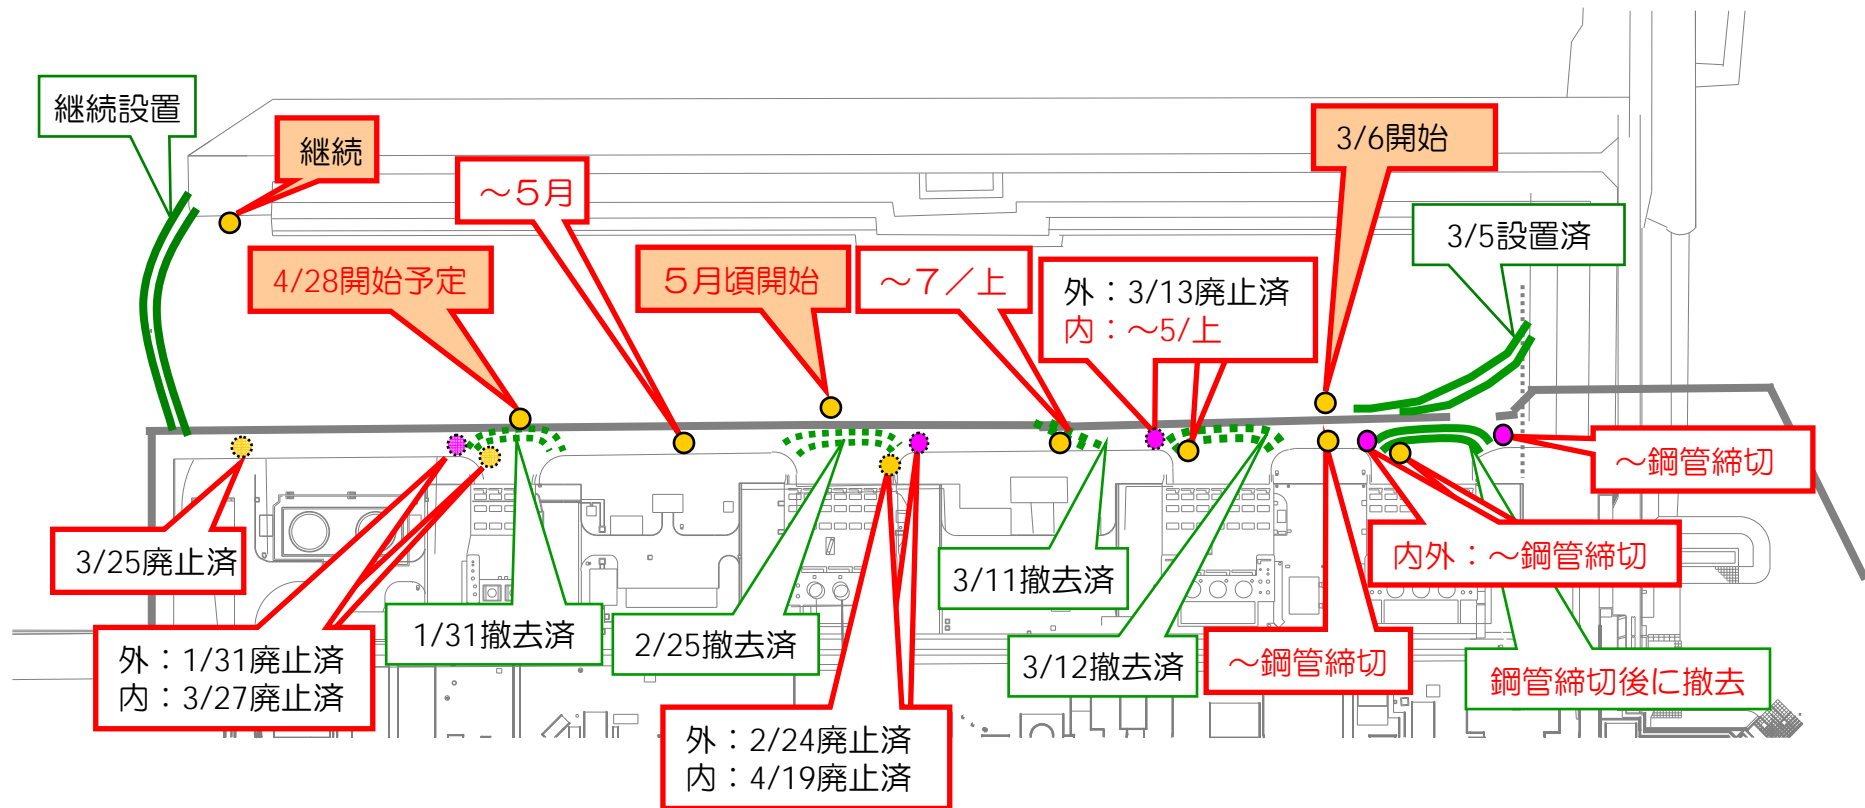 継続設置
継続
～５月
3/6開始
3/5設置済
4/28開始予定
５月頃開始
～７／上
外：3/13廃止済
内：～5/上
～鋼管締切
3/25廃止済
内外：～鋼管締切
3/11撤去済
1/31撤去済
2/25撤去済
3/12撤去済
～鋼管締切
鋼管締切後に撤去
外：1/31廃止済
内：3/27廃止済
外：2/24廃止済
内：4/19廃止済